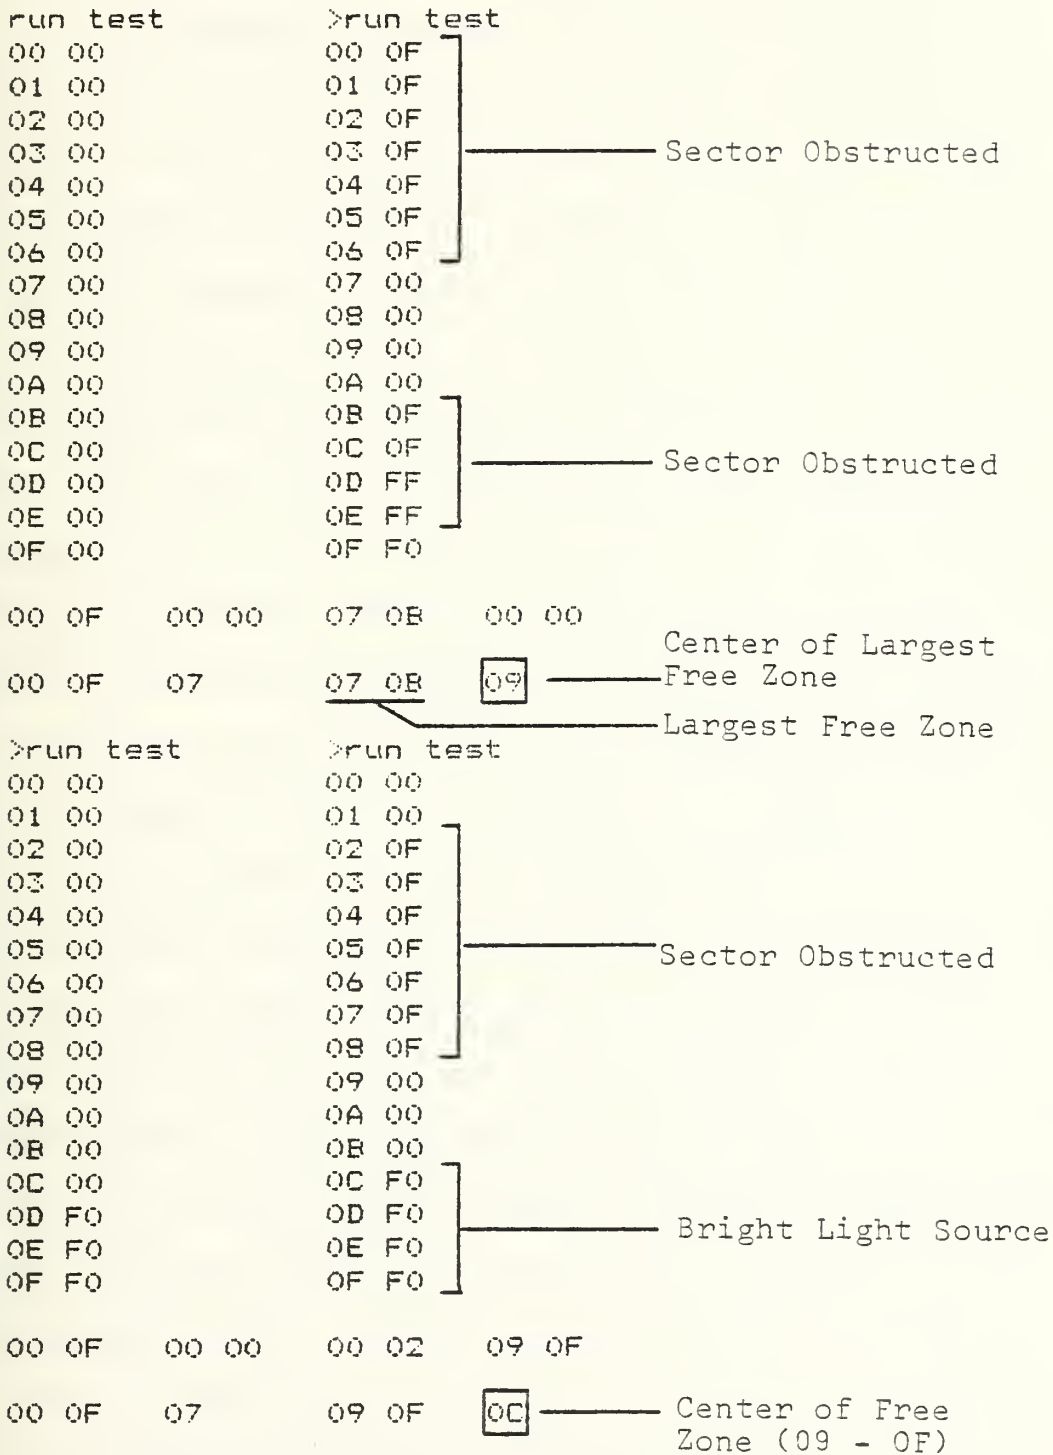 run test >run test
00 00 00 0F
01 00 01 0F
02 00 02 0F
03 00 03 0F Sector Obstructed
04 00 04 0F
05 00 05 0F
06 00 06 0F
07 00 07 00
08 00 08 00
09 00 09 00
0A 00 0A 00
0B 00 0B 0F
0C 00 0C 0F Sector Obstructed
0D 00 0D FF
0E 00 0E FF
0F 00 0F F0
00 0F 00 00 07 0B 00 00
Center of Largest
00 0F 07 07 0B 09 Free Zone
Largest Free Zone
>run test >run test
00 00 00 00
01 00 01 00
02 00 02 0F
03 00 03 0F
04 00 04 0F
05 00 05 0F Sector Obstructed
06 00 06 0F
07 00 07 0F
08 00 08 0F
09 00 09 00
0A 00 0A 00
0B 00 0B 00
0C 00 0C F0
0D F0 0D F0 Bright Light Source
0E F0 0E F0
0F F0 0F F0
00 0F 00 00 00 02 09 0F
00 0F 07 09 0F 0C Center of Free
Zone (09 - 0F)